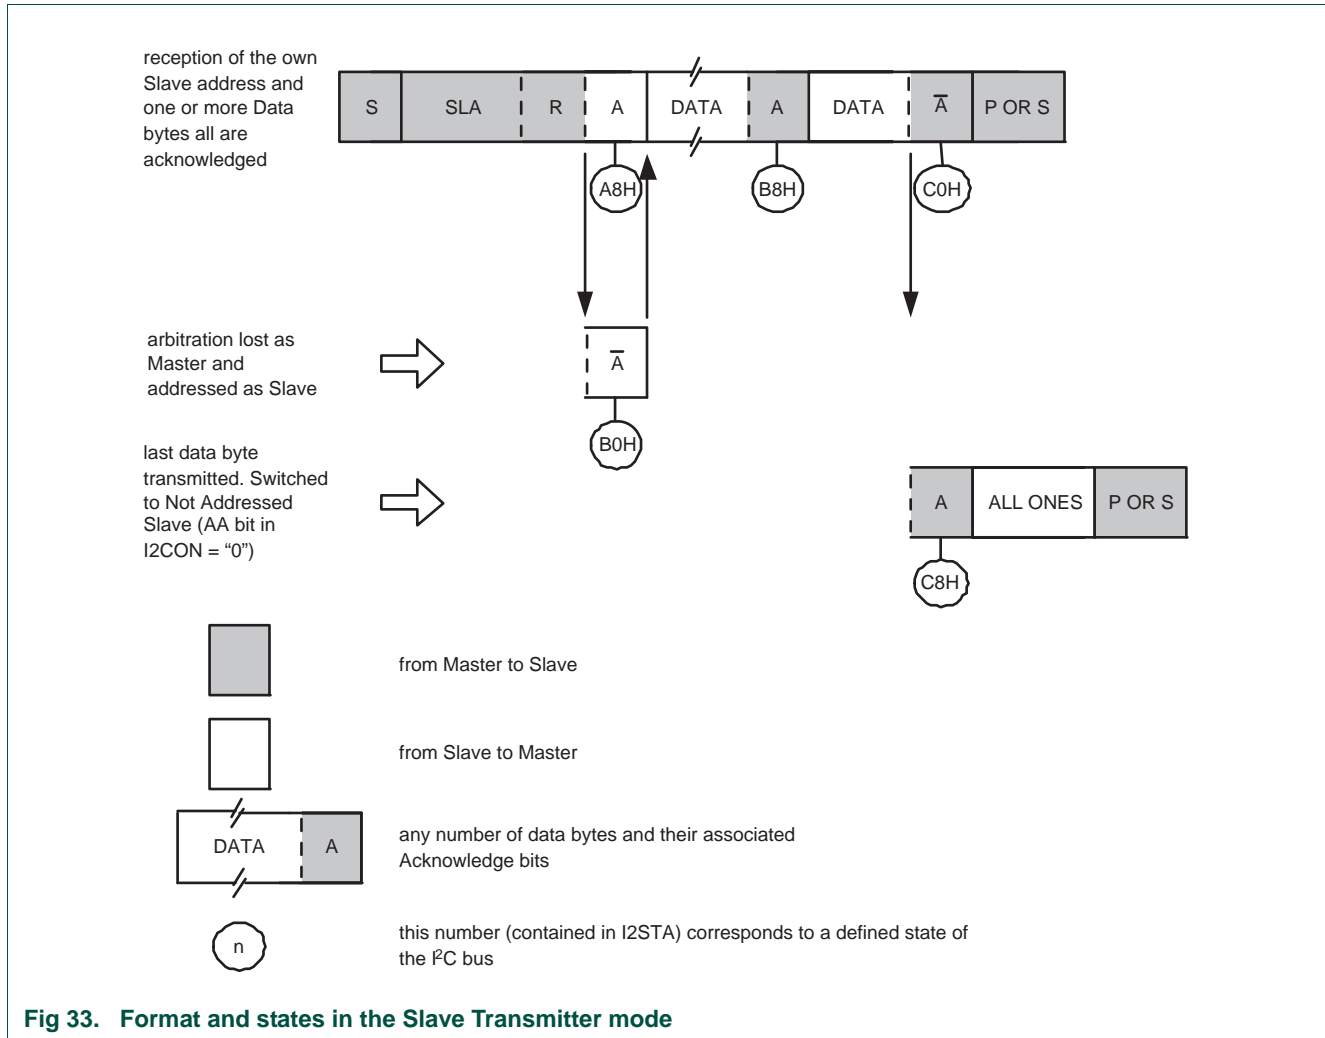 reception of the own
Slave address and
one or more Data
bytes all are
acknowledged
S SLA R A DATA A DATA A̅ P OR S
A8H B8H C0H
arbitration lost as
Master and
addressed as Slave
A̅
B0H
last data byte
transmitted. Switched
to Not Addressed
Slave (AA bit in
I2CON = “0”)
A ALL ONES P OR S
C8H
from Master to Slave
from Slave to Master
DATA A
any number of data bytes and their associated
Acknowledge bits
n
this number (contained in I2STA) corresponds to a defined state of
the I²C bus
Fig 33. Format and states in the Slave Transmitter mode